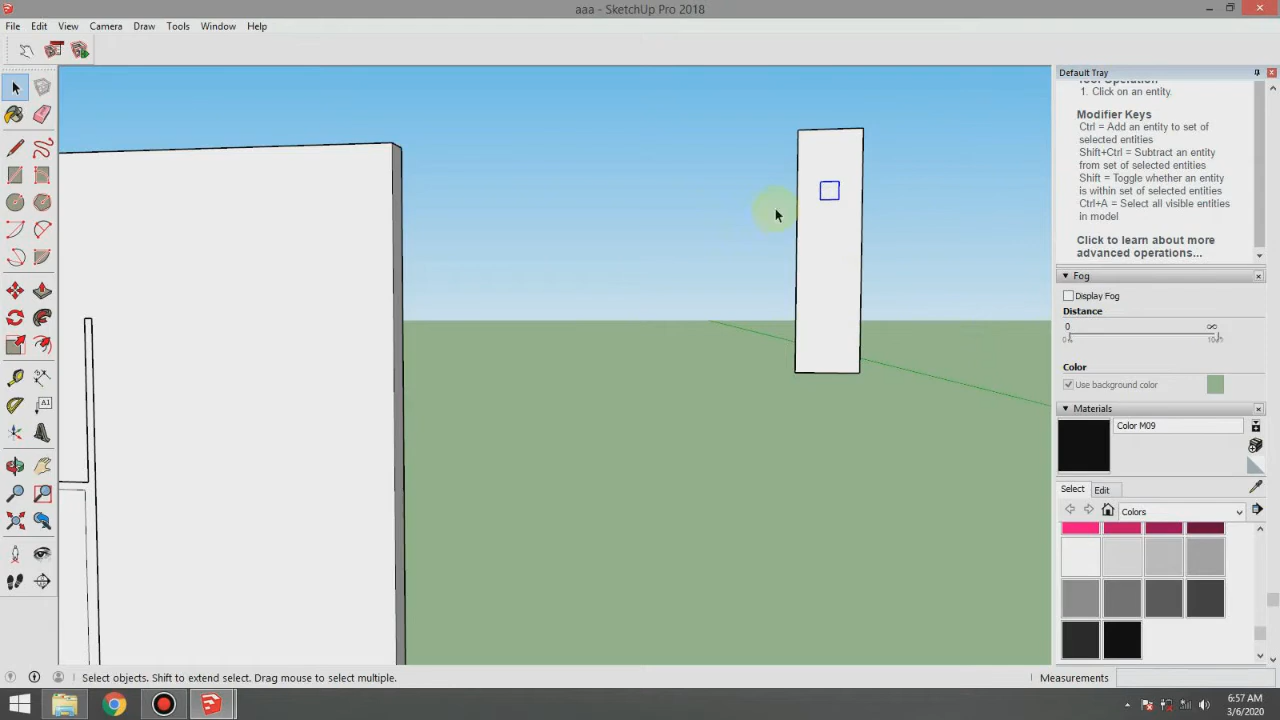 aaa - SketchUp Pro 2018
File Edit View Camera Draw Tools Window Help
Default Tray
Tool Operation
1. Click on an entity.
Modifier Keys
Ctrl = Add an entity to set of
selected entities
Shift+Ctrl = Subtract an entity
from set of selected entities
Shift = Toggle whether an entity
is within set of selected entities
Ctrl+A = Select all visible entities
in model
Click to learn about more
advanced operations...
Fog
Display Fog
Distance
0 ∞
Color
Use background color
Materials
Color M09
Select Edit
Colors
A1
Select objects. Shift to extend select. Drag mouse to select multiple.
Measurements
6:57 AM
3/6/2020